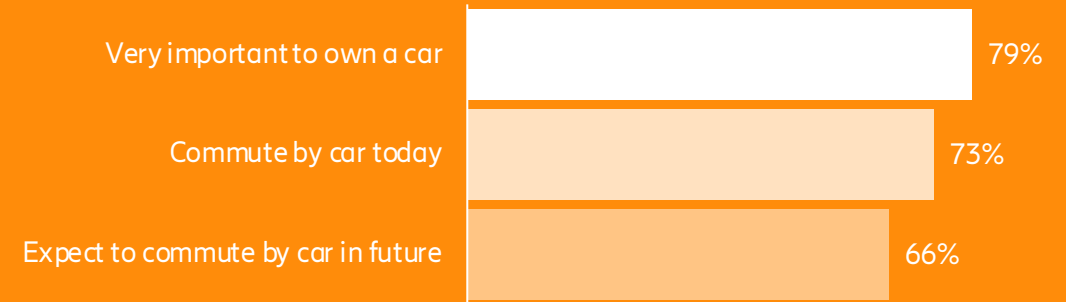 Very important to own a car 79%
Commute by car today 73%
Expect to commute by car in future 66%